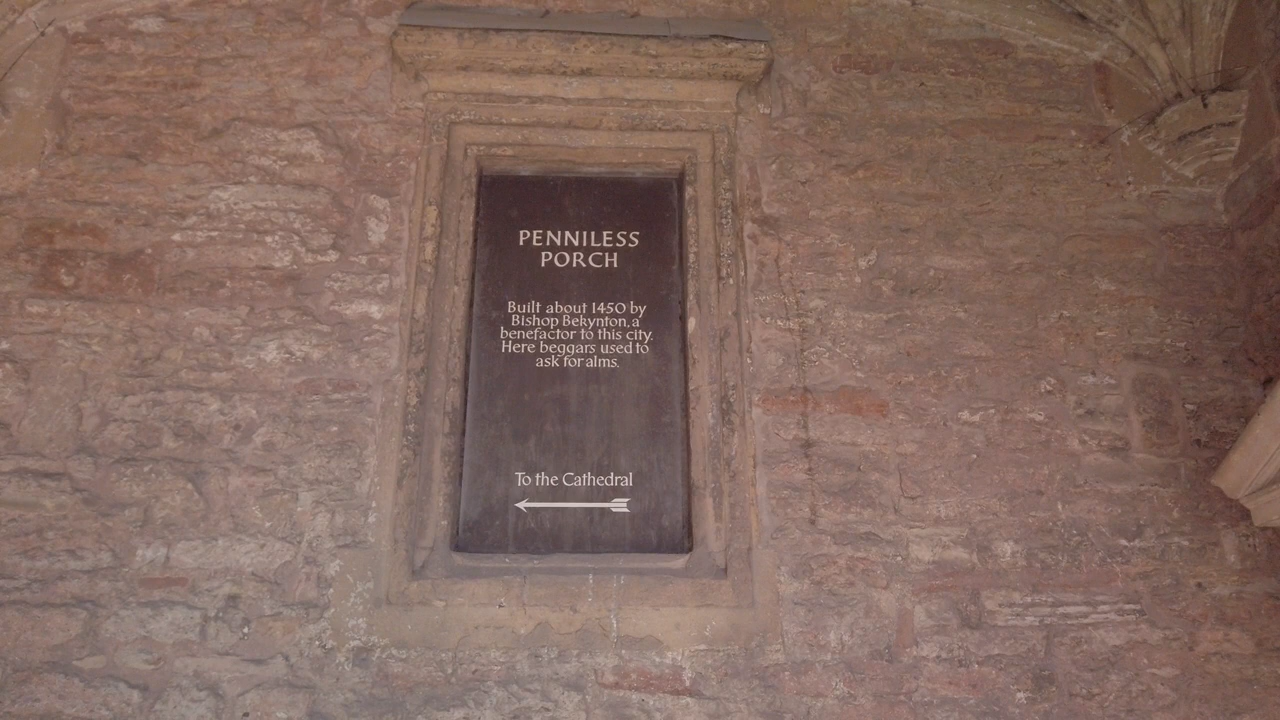 PENNILESS
PORCH
Built about 1450 by
Bishop Bekynton, a
benefactor to this city.
Here beggars used to
ask for alms.
To the Cathedral